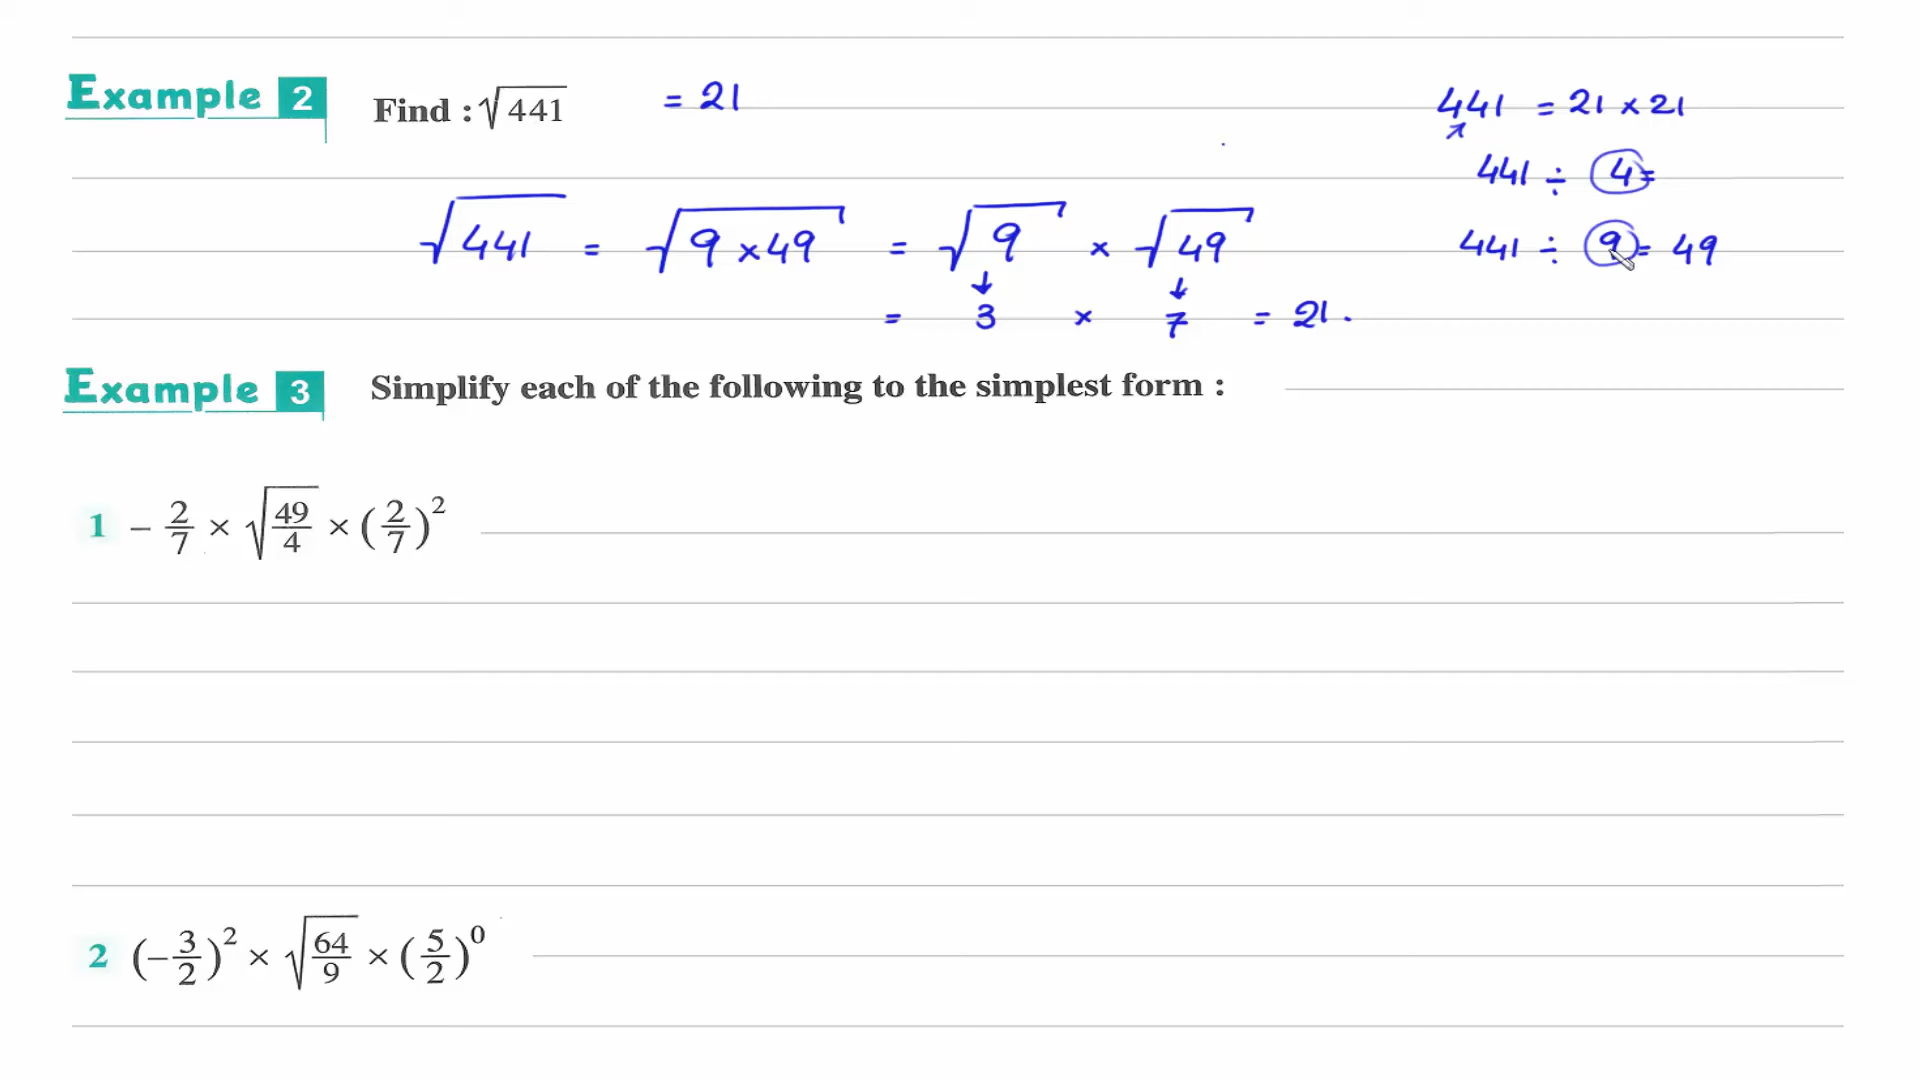 Example 2 Find : √441 = 21
441 = 21 × 21
441 ÷ 4 =
√441 = √9 × 49 = √9 × √49
441 ÷ 9 = 49
= 3 × 7 = 21.
Example 3 Simplify each of the following to the simplest form :
1 − 2/7 × √49/4 × (2/7)²
2 (−3/2)² × √64/9 × (5/2)⁰